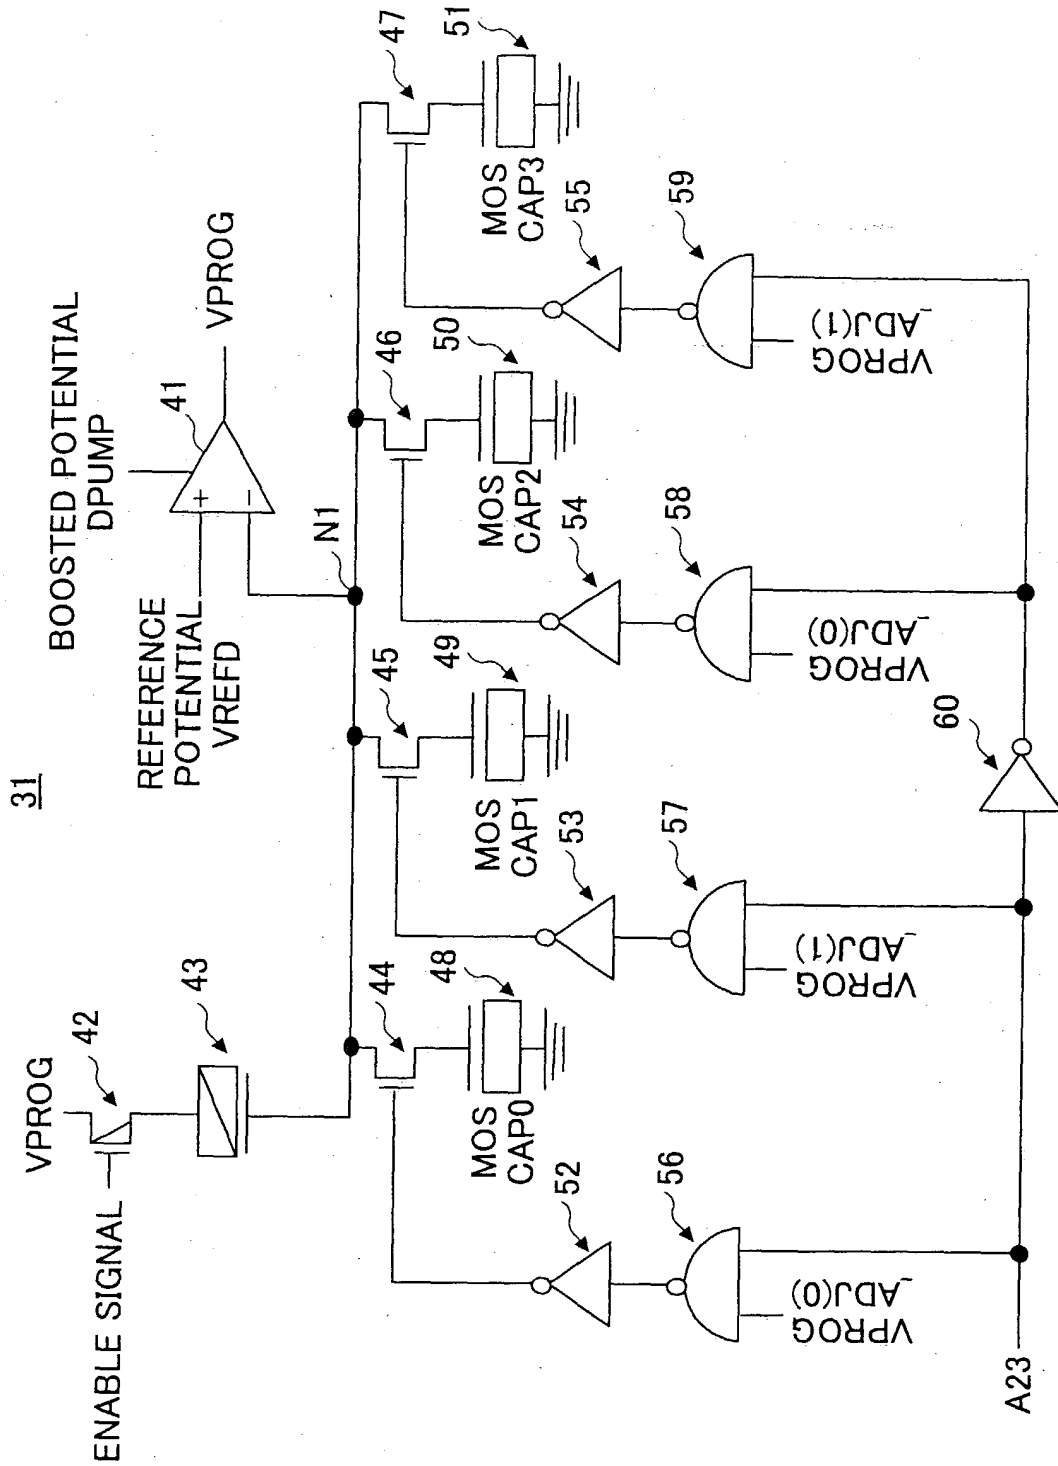 31
BOOSTED POTENTIAL
DPUMP
REFERENCE
POTENTIAL
VREFD
41
+
−
VPROG
N1
VPROG
42
ENABLE SIGNAL
43
44
45
46
47
MOS
CAP0
48
MOS
CAP1
49
MOS
CAP2
50
MOS
CAP3
51
52
53
54
55
56
57
58
59
VPROG
_ADJ(0)
VPROG
_ADJ(1)
VPROG
_ADJ(0)
VPROG
_ADJ(1)
60
A23